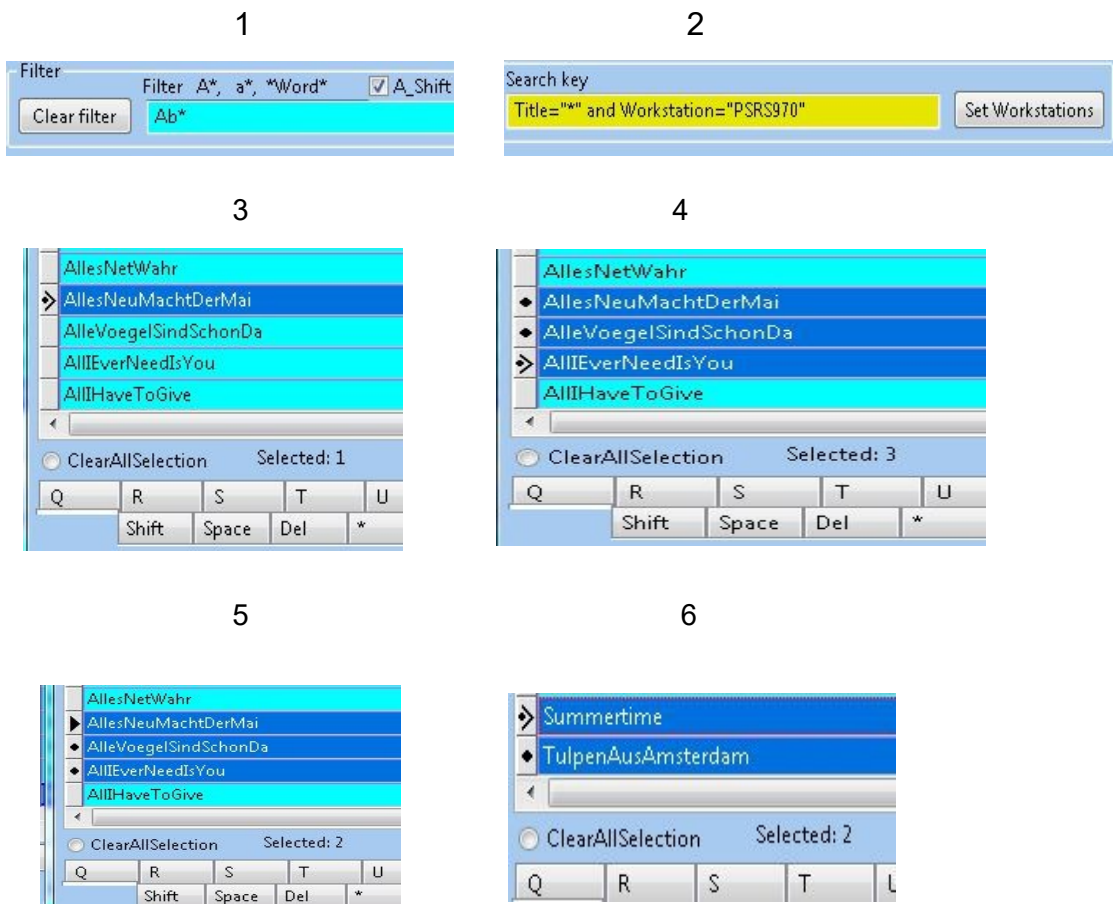 1
2
Filter
Filter A*, a*, *Word* A_Shift
Clear filter Ab*
Search key
Title="*" and Workstation="PSRS970" Set Workstations
3
4
AllesNetWahr
AllesNeuMachtDerMai
AlleVoegelSindSchonDa
AllIEverNeedIsYou
AllIHaveToGive
ClearAllSelection Selected: 1
Q R S T U
Shift Space Del *
AllesNetWahr
AllesNeuMachtDerMai
AlleVoegelSindSchonDa
AllIEverNeedIsYou
AllIHaveToGive
ClearAllSelection Selected: 3
Q R S T U
Shift Space Del *
5
6
AllesNetWahr
AllesNeuMachtDerMai
AlleVoegelSindSchonDa
AllIEverNeedIsYou
AllIHaveToGive
ClearAllSelection Selected: 2
Q R S T U
Shift Space Del *
Summertime
TulpenAusAmsterdam
ClearAllSelection Selected: 2
Q R S T